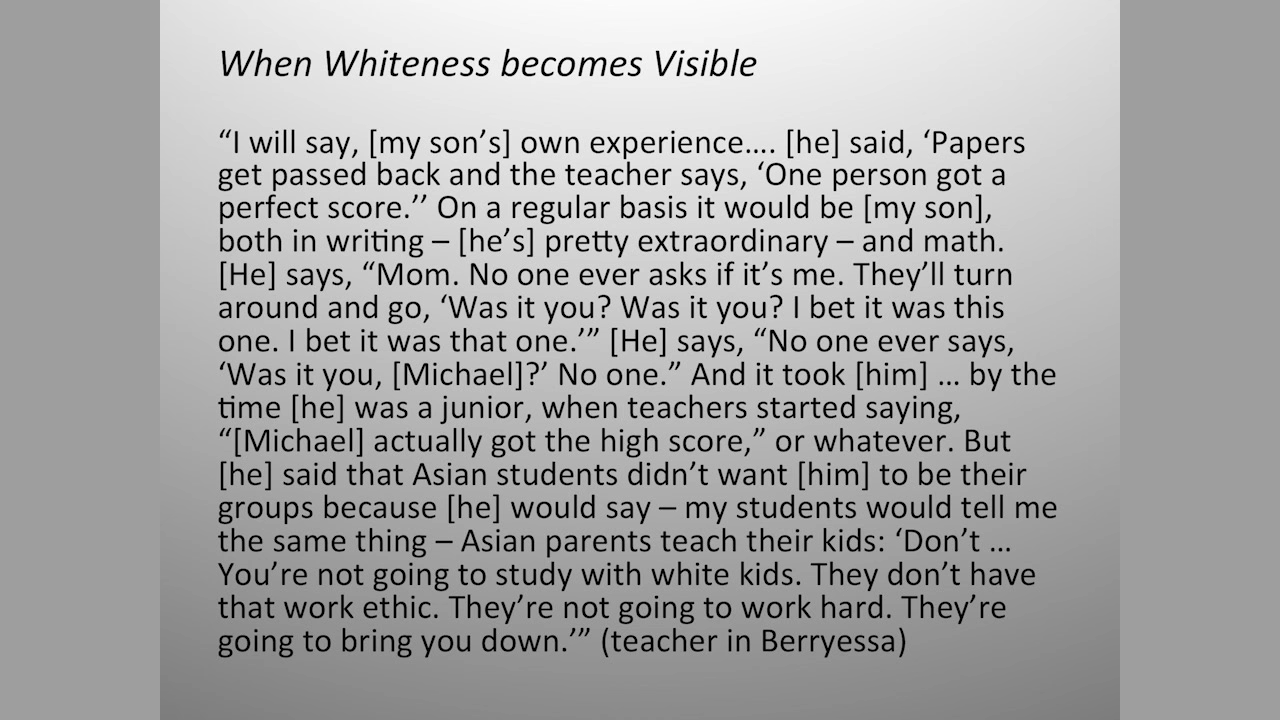 When Whiteness becomes Visible
“I will say, [my son’s] own experience…. [he] said, ‘Papers
get passed back and the teacher says, ‘One person got a
perfect score.’’ On a regular basis it would be [my son],
both in writing – [he’s] pretty extraordinary – and math.
[He] says, “Mom. No one ever asks if it’s me. They’ll turn
around and go, ‘Was it you? Was it you? I bet it was this
one. I bet it was that one.’” [He] says, “No one ever says,
‘Was it you, [Michael]?’ No one.” And it took [him] … by the
time [he] was a junior, when teachers started saying,
“[Michael] actually got the high score,” or whatever. But
[he] said that Asian students didn’t want [him] to be their
groups because [he] would say – my students would tell me
the same thing – Asian parents teach their kids: ‘Don’t …
You’re not going to study with white kids. They don’t have
that work ethic. They’re not going to work hard. They’re
going to bring you down.’” (teacher in Berryessa)